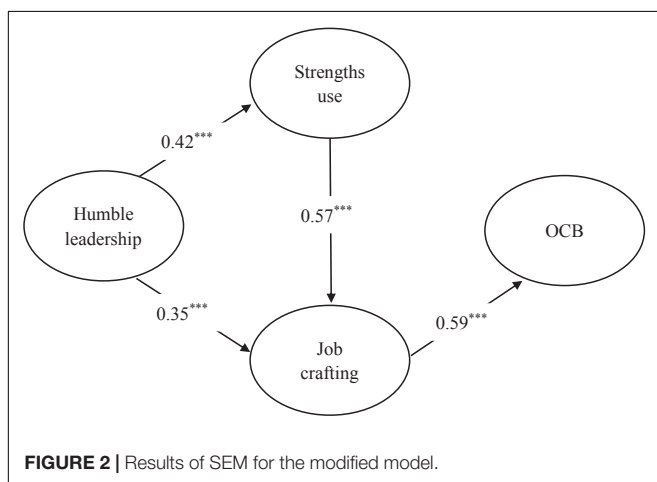 Strengths
use
0.42***
Humble
leadership
0.57***
OCB
0.35***
0.59***
Job
crafting
FIGURE 2 | Results of SEM for the modified model.